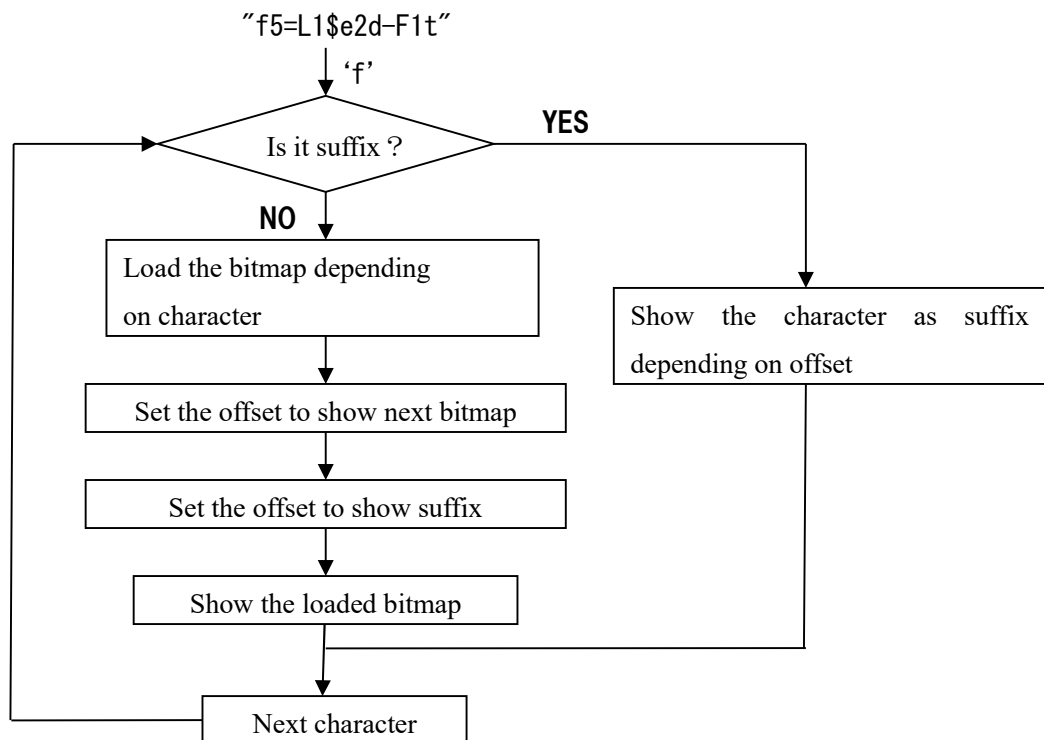 "f5=L1$e2d-F1t"
‘f’
Is it suffix？
YES
NO
Load the bitmap depending
on character
Show the character as suffix
depending on offset
Set the offset to show next bitmap
Set the offset to show suffix
Show the loaded bitmap
Next character